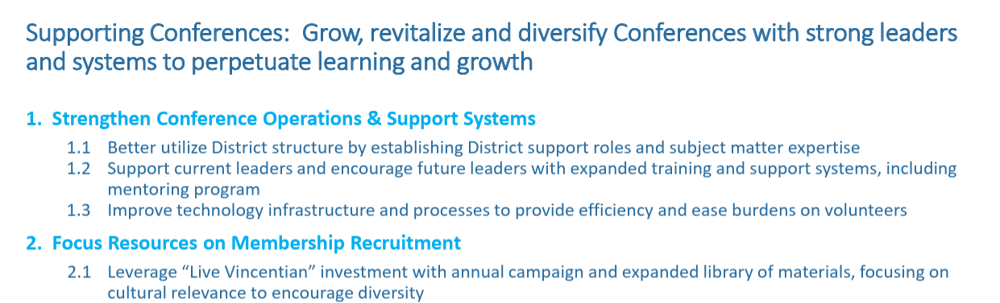 Supporting Conferences: Grow, revitalize and diversify Conferences with strong leaders
and systems to perpetuate learning and growth
1. Strengthen Conference Operations & Support Systems
1.1 Better utilize District structure by establishing District support roles and subject matter expertise
1.2 Support current leaders and encourage future leaders with expanded training and support systems, including
mentoring program
1.3 Improve technology infrastructure and processes to provide efficiency and ease burdens on volunteers
2. Focus Resources on Membership Recruitment
2.1 Leverage “Live Vincentian” investment with annual campaign and expanded library of materials, focusing on
cultural relevance to encourage diversity